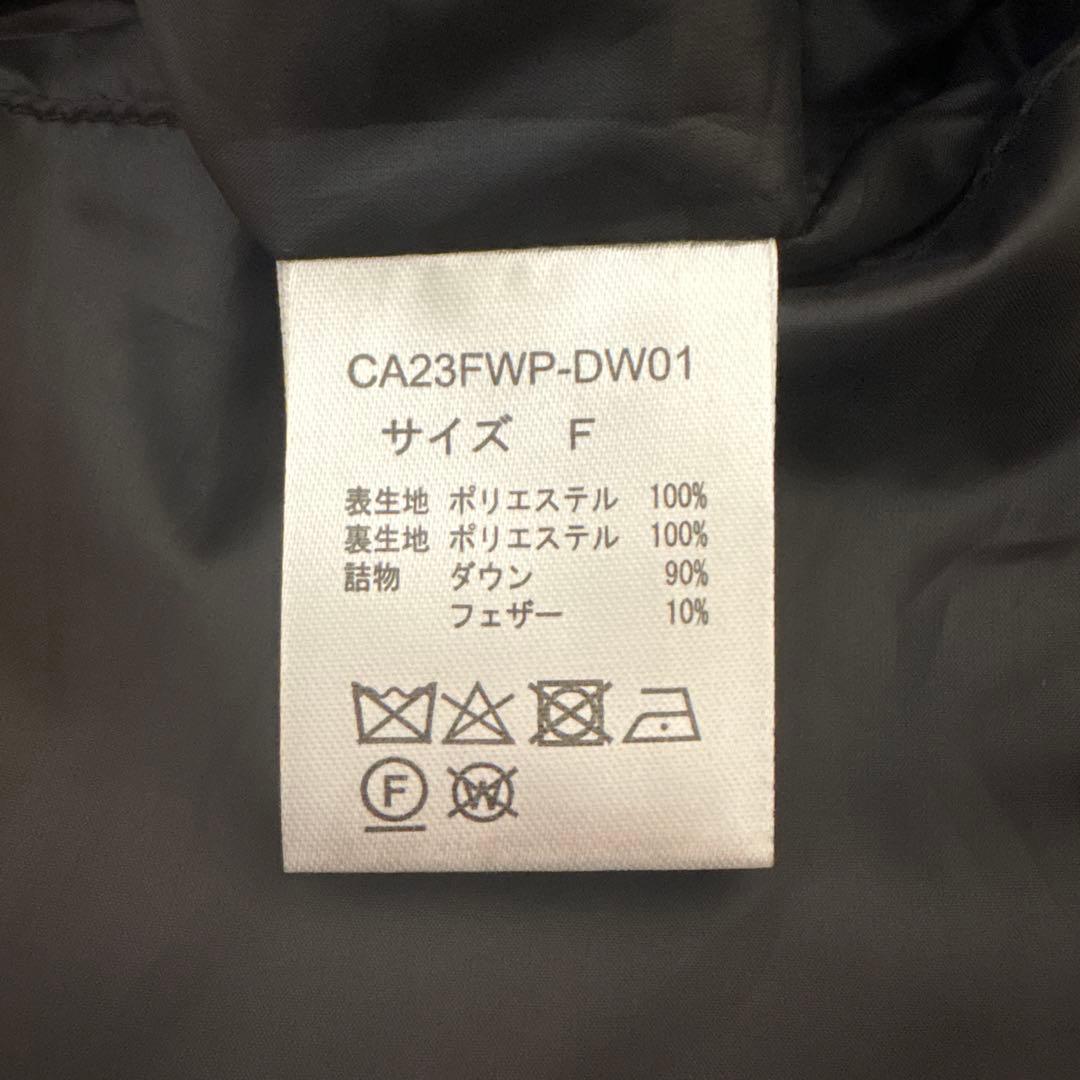 CA23FWP-DW01
サイズ F
表生地 ポリエステル 100%
裏生地 ポリエステル 100%
詰物 ダウン 90%
フェザー 10%
F W